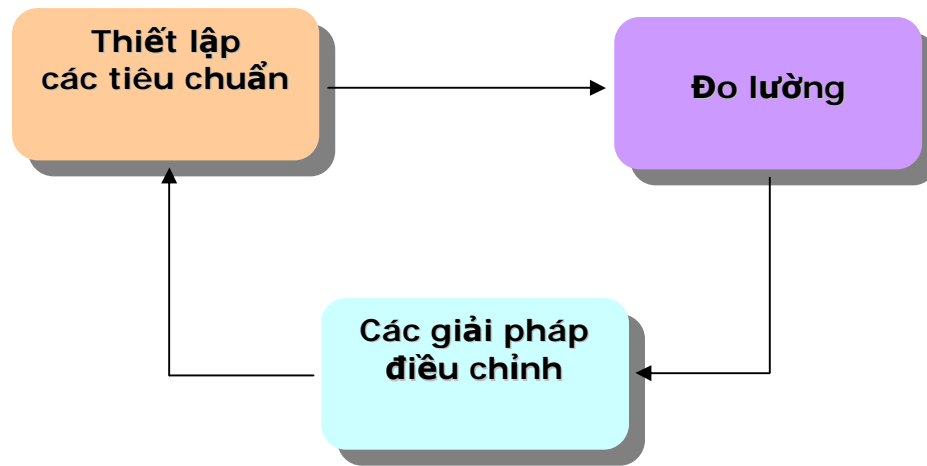 Thiết lập
các tiêu chuẩn
Đo lường
Các giải pháp
điều chỉnh